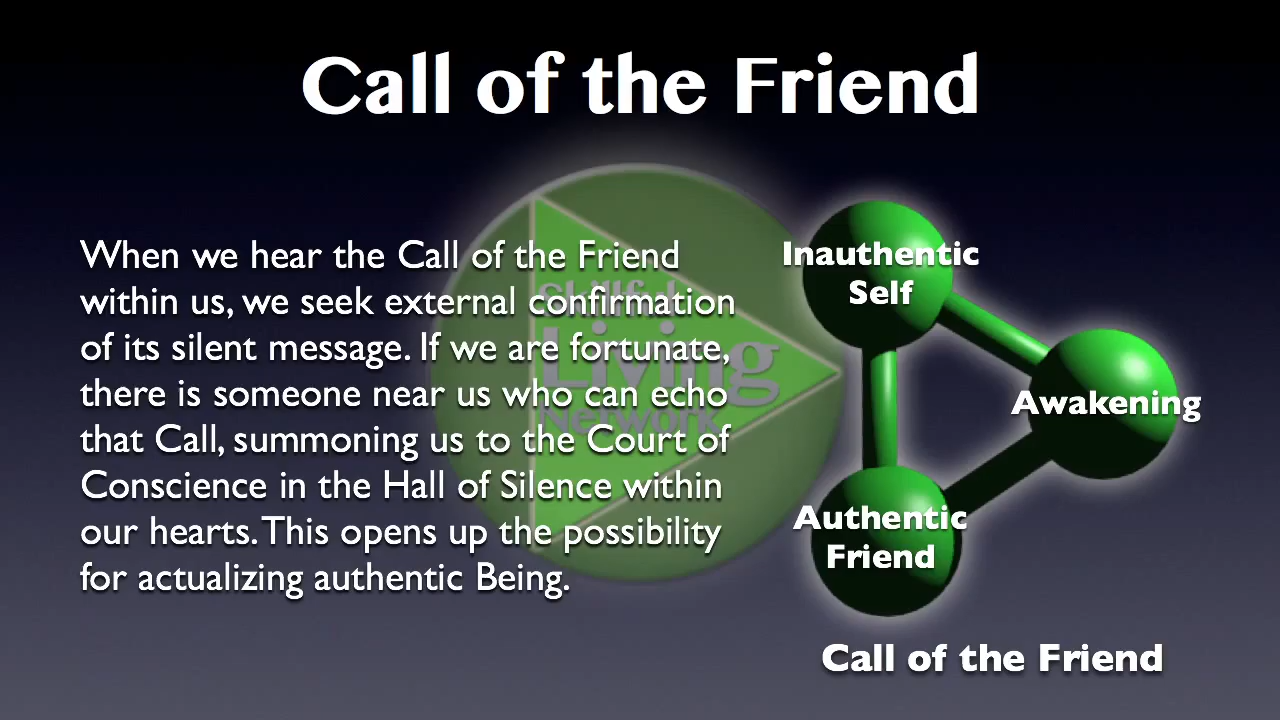 Call of the Friend
When we hear the Call of the Friend
within us, we seek external confirmation
of its silent message. If we are fortunate,
there is someone near us who can echo
that Call, summoning us to the Court of
Conscience in the Hall of Silence within
our hearts. This opens up the possibility
for actualizing authentic Being.
Skillful
Living
Network
Inauthentic
Self
Awakening
Authentic
Friend
Call of the Friend